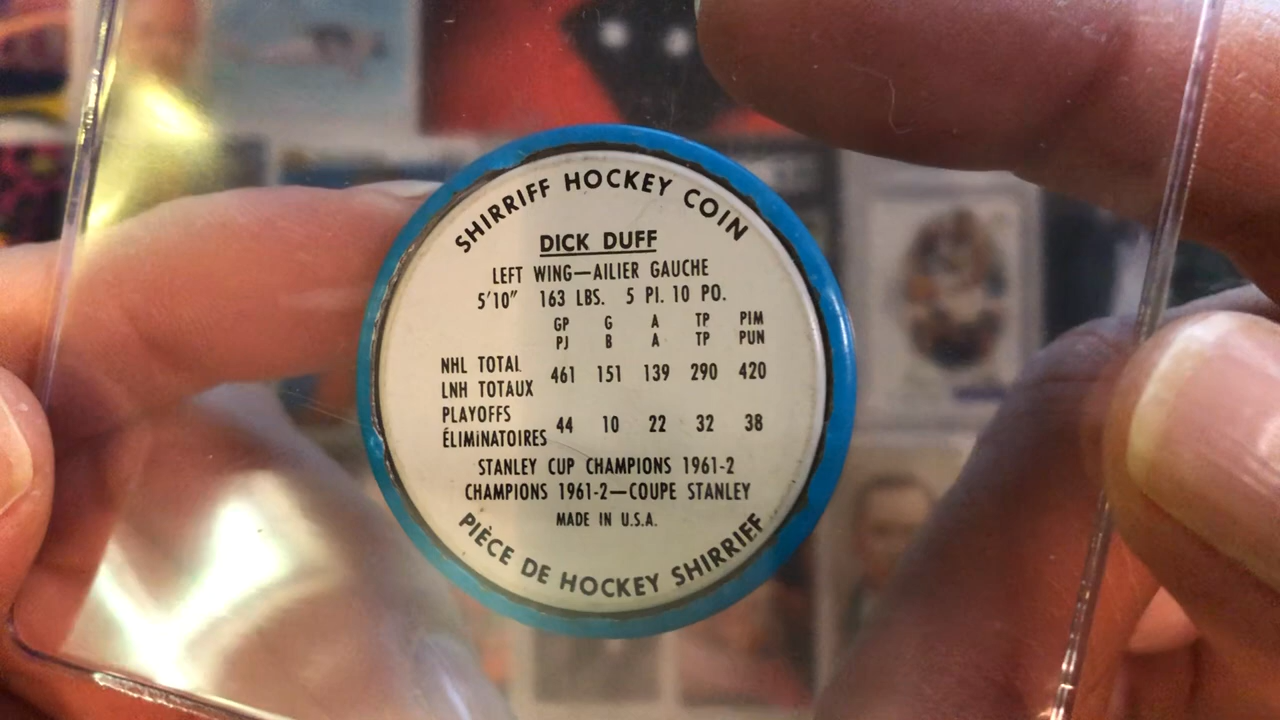 SHIRRIFF HOCKEY COIN
DICK DUFF
LEFT WING—AILIER GAUCHE
5'10" 163 LBS. 5 PI. 10 PO.
GP G A TP PIM
PJ B A TP PUN
NHL TOTAL
LNH TOTAUX 461 151 139 290 420
PLAYOFFS
ÉLIMINATOIRES 44 10 22 32 38
STANLEY CUP CHAMPIONS 1961-2
CHAMPIONS 1961-2—COUPE STANLEY
MADE IN U.S.A.
PIÈCE DE HOCKEY SHIRRIFF